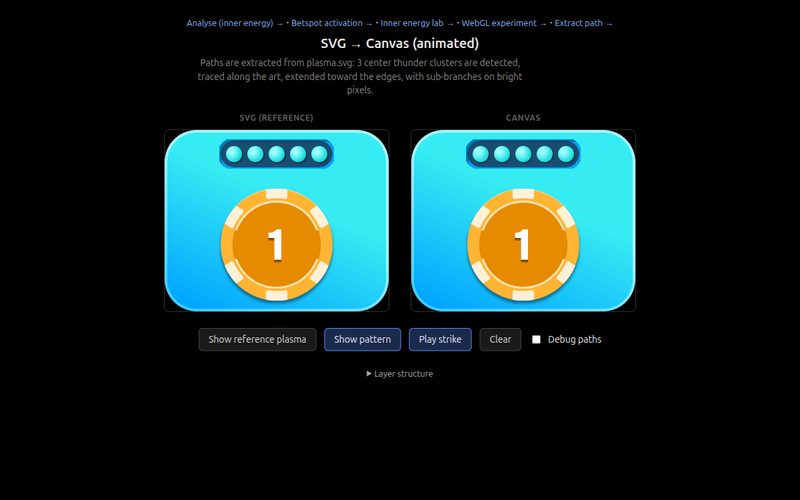 Analyse (inner energy) → · Betspot activation → · Inner energy lab → · WebGL experiment → · Extract path →
SVG → Canvas (animated)
Paths are extracted from plasma.svg: 3 center thunder clusters are detected,
traced along the art, extended toward the edges, with sub-branches on bright
pixels.
SVG (REFERENCE)
CANVAS
1
1
Show reference plasma
Show pattern
Play strike
Clear
Debug paths
▶ Layer structure